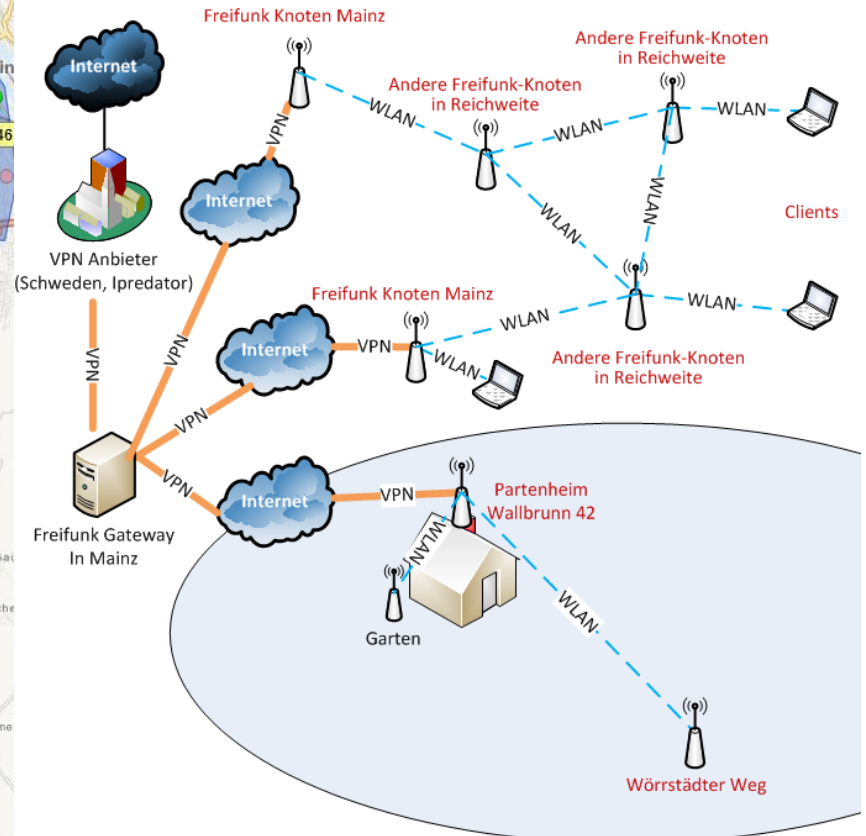 Freifunk Knoten Mainz
Internet
Andere Freifunk-Knoten
in Reichweite
Andere Freifunk-Knoten
in Reichweite
WLAN
WLAN
WLAN
VPN
46
Internet
WLAN
WLAN
Clients
VPN Anbieter
(Schweden, Ipredator)
Freifunk Knoten Mainz
WLAN
WLAN
Internet
VPN
VPN
VPN
WLAN
Andere Freifunk-Knoten
in Reichweite
VPN
VPN
Internet
VPN
Partenheim
Wallbrunn 42
Freifunk Gateway
In Mainz
WLAN
WLAN
Garten
Wörrstädter Weg